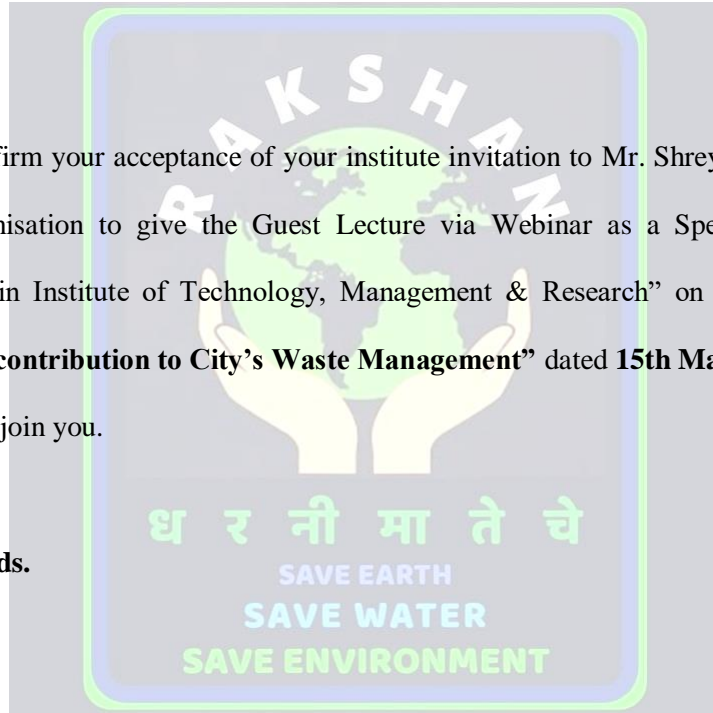 RAKSHAN
firm your acceptance of your institute invitation to Mr. Shrey
nisation to give the Guest Lecture via Webinar as a Spe
in Institute of Technology, Management & Research” on
contribution to City’s Waste Management” dated 15th Ma
join you.
ध र नी मा ते चे
ds.
SAVE EARTH
SAVE WATER
SAVE ENVIRONMENT